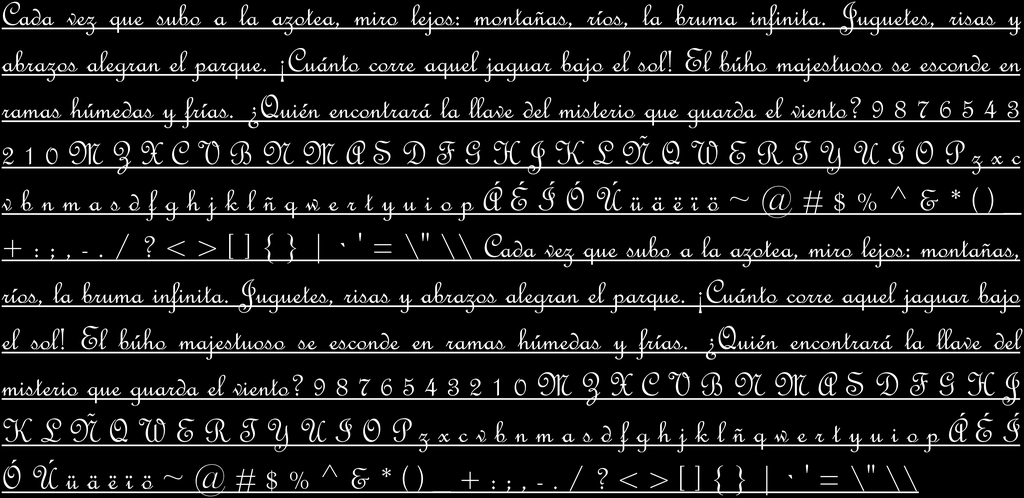 Cada vez que subo a la azotea, miro lejos: montañas, ríos, la bruma infinita. Juguetes, risas y
abrazos alegran el parque. ¡Cuánto corre aquel jaguar bajo el sol! El búho majestuoso se esconde en
ramas húmedas y frías. ¿Quién encontrará la llave del misterio que guarda el viento? 9 8 7 6 5 4 3
2 1 0 M Z X C V B N M A S D F G H J K L Ñ Q W E R T Y U I O P z x c
v b n m a s d f g h j k l ñ q w e r t y u i o p Á É Í Ó Ú ü ä ë ï ö ~ @ # $ % ^ & * ( ) _
+ : ; , - . / ? < > [ ] { } | ` ' = \" \\ Cada vez que subo a la azotea, miro lejos: montañas,
ríos, la bruma infinita. Juguetes, risas y abrazos alegran el parque. ¡Cuánto corre aquel jaguar bajo
el sol! El búho majestuoso se esconde en ramas húmedas y frías. ¿Quién encontrará la llave del
misterio que guarda el viento? 9 8 7 6 5 4 3 2 1 0 M Z X C V B N M A S D F G H J
K L Ñ Q W E R T Y U I O P z x c v b n m a s d f g h j k l ñ q w e r t y u i o p Á É Í
Ó Ú ü ä ë ï ö ~ @ # $ % ^ & * ( ) _ + : ; , - . / ? < > [ ] { } | ` ' = \" \\